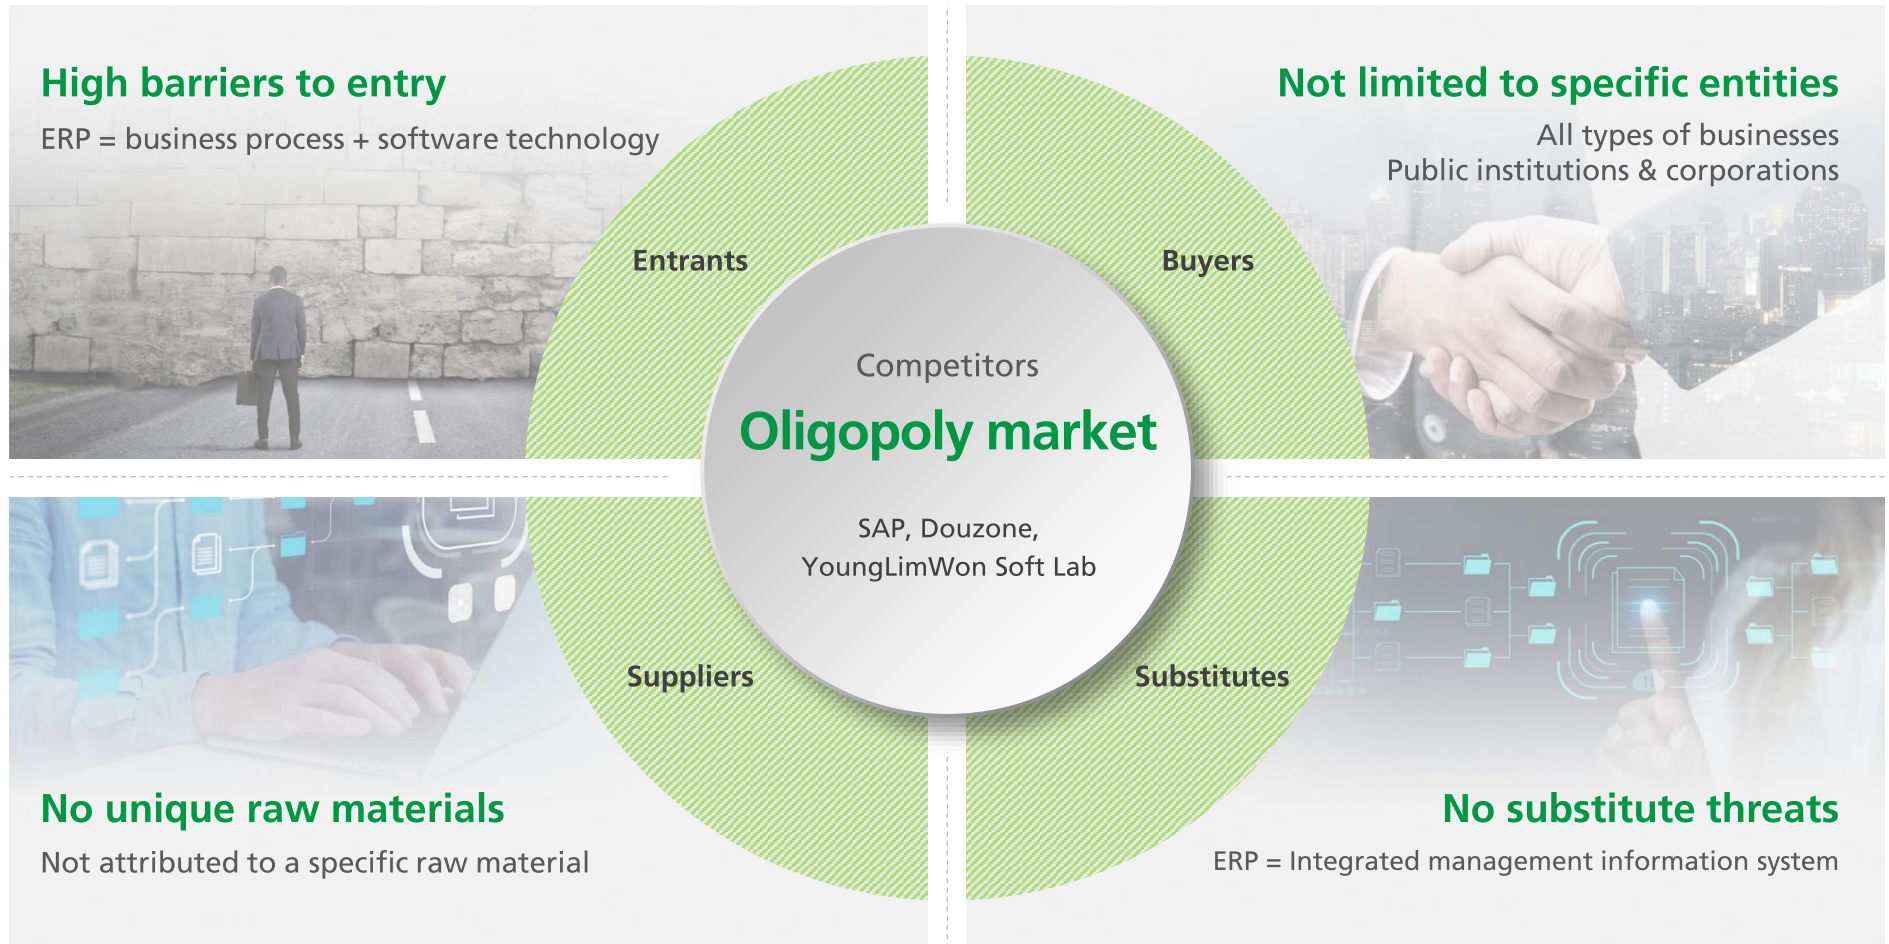 High barriers to entry
ERP = business process + software technology
Not limited to specific entities
All types of businesses
Public institutions & corporations
Entrants
Buyers
Competitors
Oligopoly market
SAP, Douzone,
YoungLimWon Soft Lab
Suppliers
Substitutes
No unique raw materials
Not attributed to a specific raw material
No substitute threats
ERP = Integrated management information system